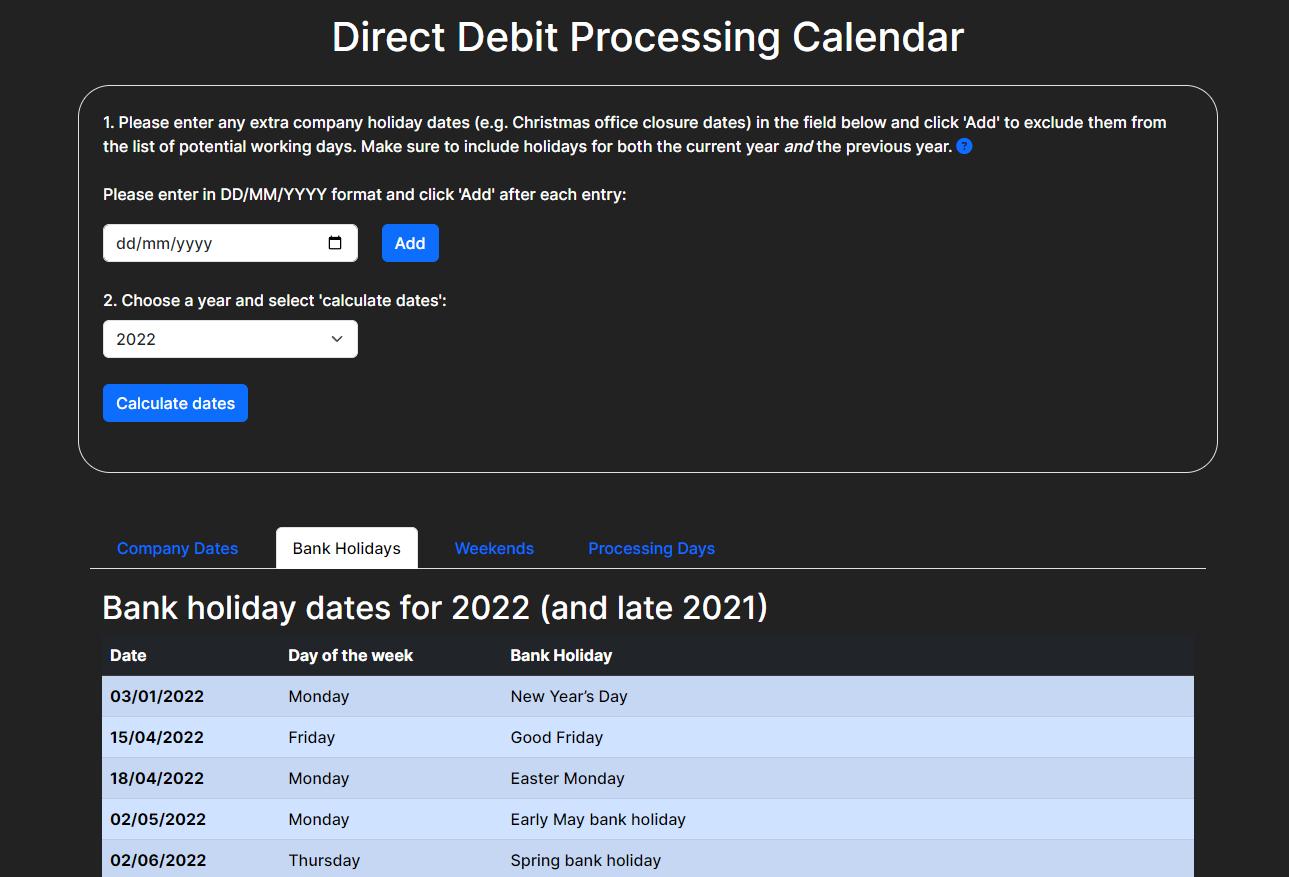 Direct Debit Processing Calendar
1. Please enter any extra company holiday dates (e.g. Christmas office closure dates) in the field below and click 'Add' to exclude them from
the list of potential working days. Make sure to include holidays for both the current year and the previous year. ?
Please enter in DD/MM/YYYY format and click 'Add' after each entry:
dd/mm/yyyy Add
2. Choose a year and select 'calculate dates':
2022
Calculate dates
Company Dates Bank Holidays Weekends Processing Days
Bank holiday dates for 2022 (and late 2021)
Date Day of the week Bank Holiday
03/01/2022 Monday New Year’s Day
15/04/2022 Friday Good Friday
18/04/2022 Monday Easter Monday
02/05/2022 Monday Early May bank holiday
02/06/2022 Thursday Spring bank holiday